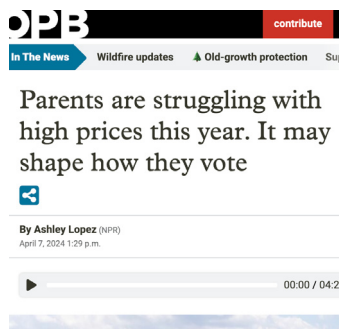 OPB
contribute
In The News Wildfire updates Old-growth protection
Parents are struggling with
high prices this year. It may
shape how they vote
By Ashley Lopez (NPR)
April 7, 2024 1:29 p.m.
00:00 / 04:2